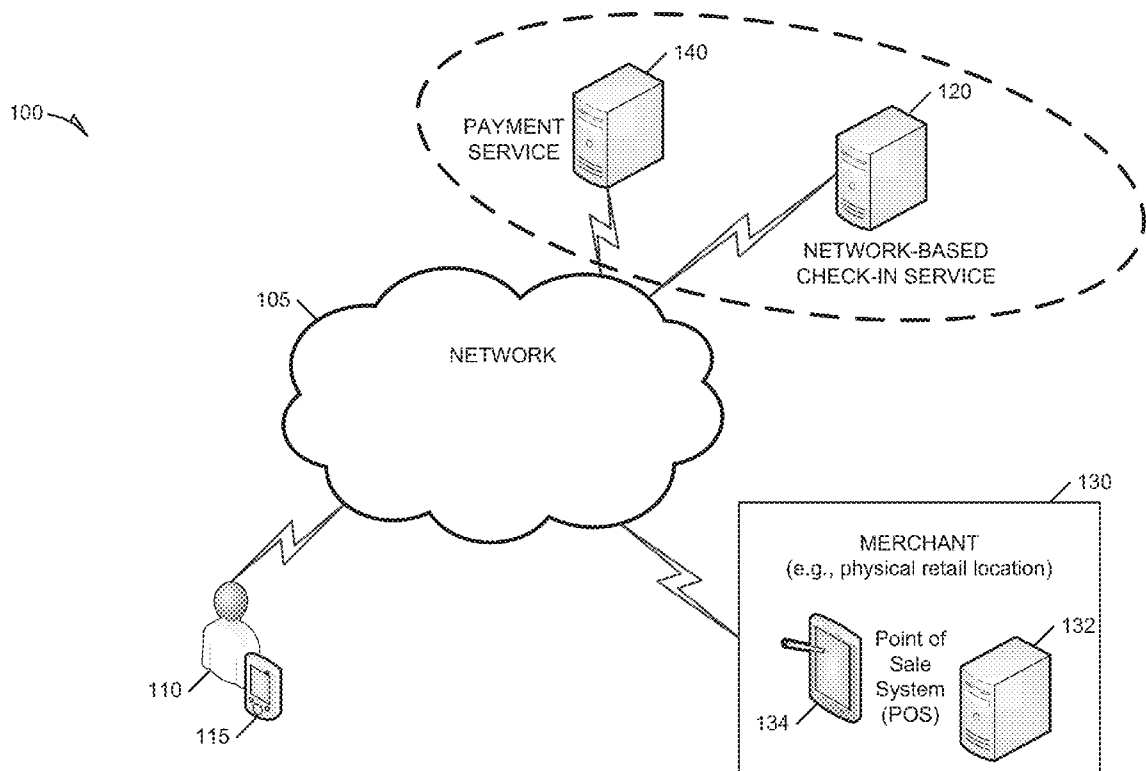 100
140
120
PAYMENT
SERVICE
NETWORK-BASED
CHECK-IN SERVICE
105
NETWORK
130
MERCHANT
(e.g., physical retail location)
132
Point of
Sale
System
(POS)
134
110
115